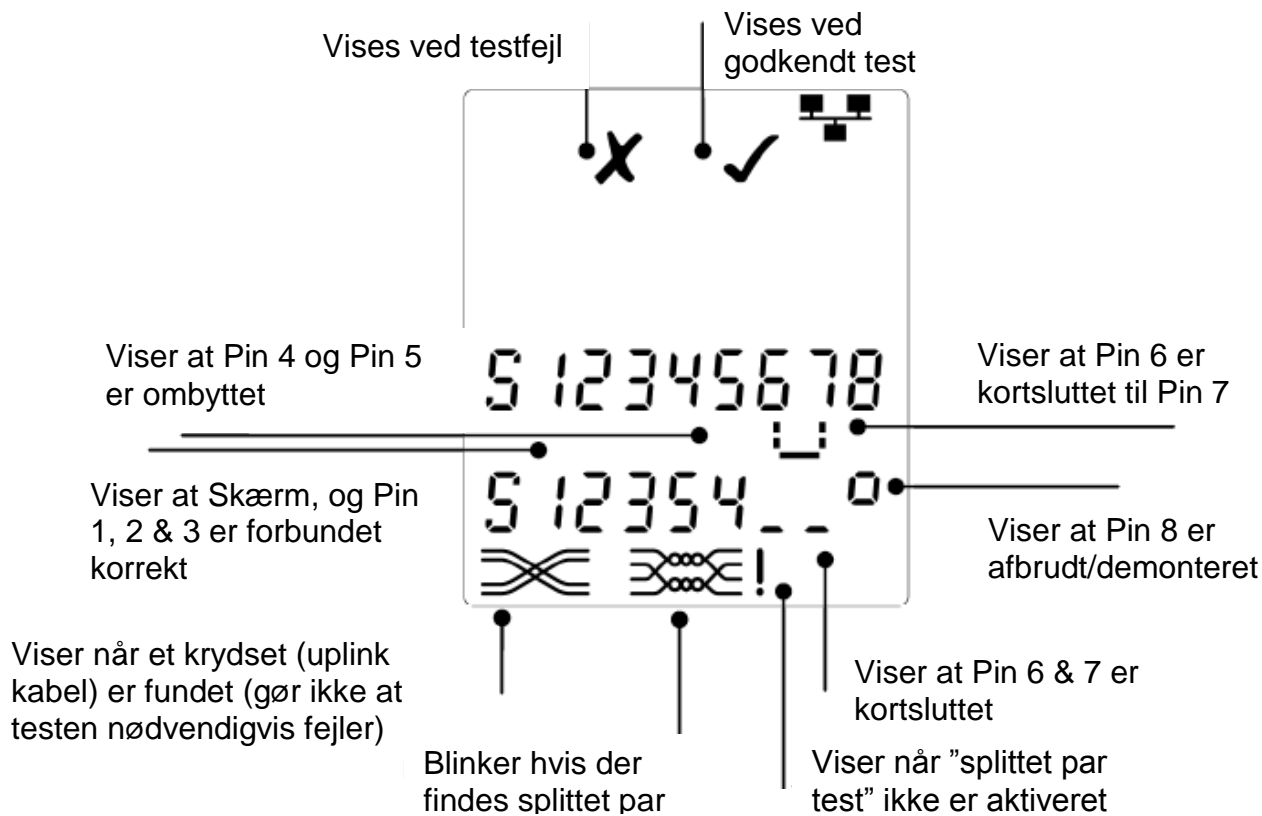 Vises ved testfejl
Vises ved
godkendt test
Viser at Pin 4 og Pin 5
er ombyttet
S12345678
Viser at Pin 6 er
kortsluttet til Pin 7
Viser at Skærm, og Pin
1, 2 & 3 er forbundet
korrekt
S12354_ _ o
Viser at Pin 8 er
afbrudt/demonteret
!
Viser når et krydset (uplink
kabel) er fundet (gør ikke at
testen nødvendigvis fejler)
Viser at Pin 6 & 7 er
kortsluttet
Blinker hvis der
findes splittet par
Viser når ”splittet par
test” ikke er aktiveret